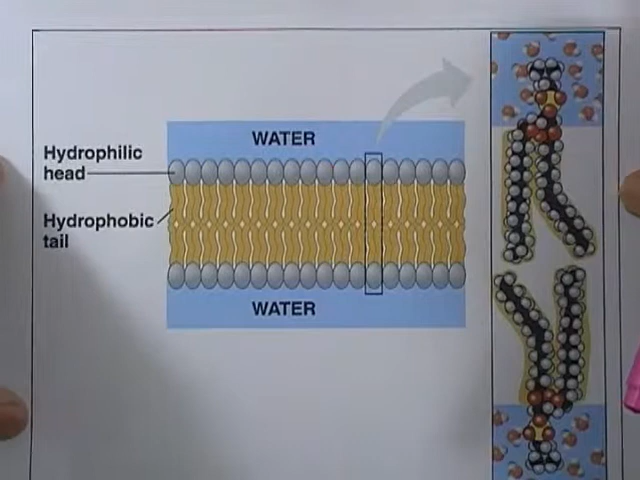 WATER
Hydrophilic
head
Hydrophobic
tail
WATER